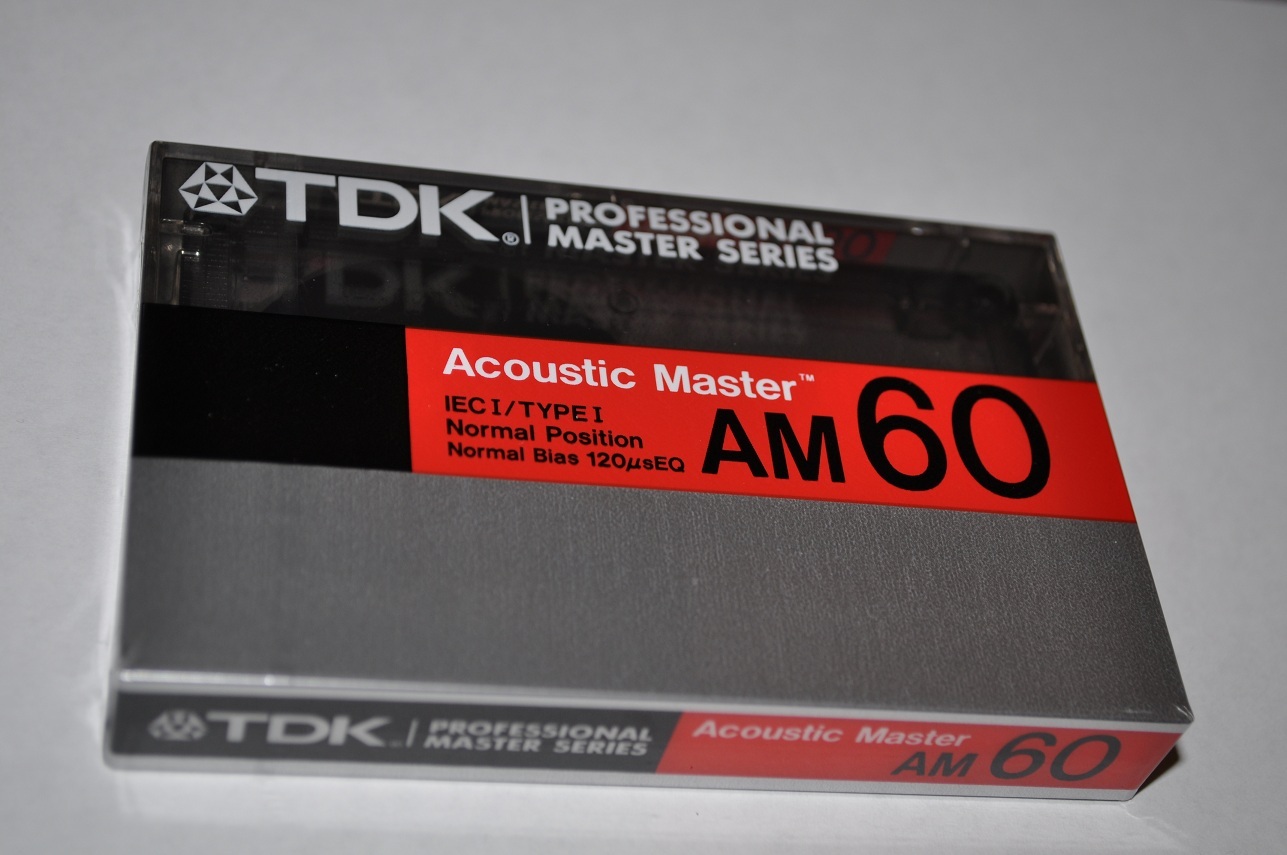 TDK® | PROFESSIONAL
MASTER SERIES
Acoustic Master™
IEC I/TYPE I
Normal Position
Normal Bias 120µsEQ
AM 60
TDK | PROFESSIONAL
MASTER SERIES
Acoustic Master
AM 60